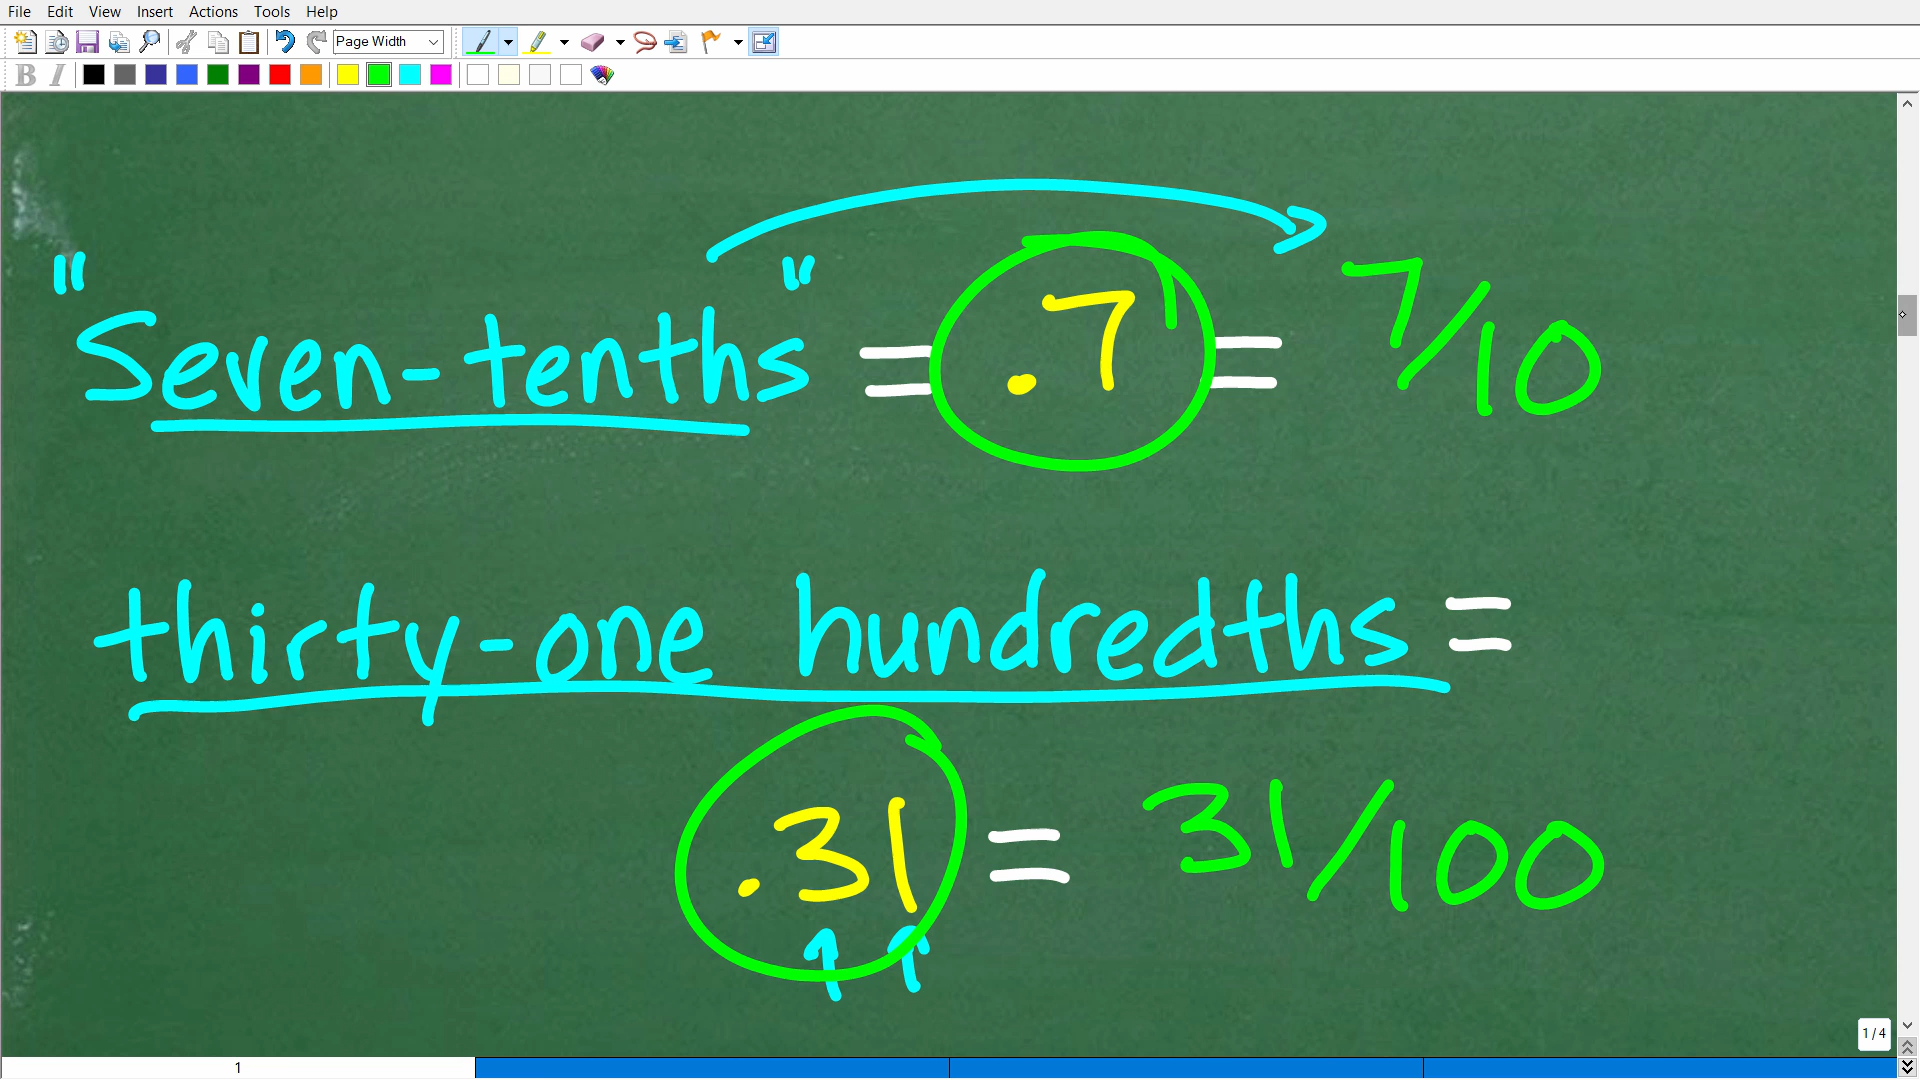 File Edit View Insert Actions Tools Help
Page Width
B I
"Seven-tenths" = .7 = 7/10
thirty-one hundredths =
.31 = 31/100
1 / 4
1